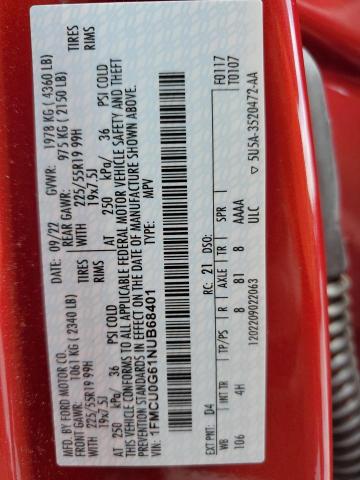 MFD. BY FORD MOTOR CO.
DATE: 09/22 GVWR: 1978 KG ( 4360 LB)
FRONT GAWR: 1061 KG ( 2340 LB) REAR GAWR: 975 KG ( 2150 LB)
WITH 225/55R19 99H WITH 225/55R19 99H TIRES
19x7.5J 19x7.5J RIMS
AT 250 kPa/ 36 PSI COLD AT 250 kPa/ 36 PSI COLD
THIS VEHICLE CONFORMS TO ALL APPLICABLE FEDERAL MOTOR VEHICLE SAFETY AND THEFT
PREVENTION STANDARDS IN EFFECT ON THE DATE OF MANUFACTURE SHOWN ABOVE.
VIN: 1FMCU0G61NUB68401 TYPE: MPV
F0117
T0107
EXT PNT: D4 RC: 21 DSO:
WB INT TR TP/PS R AXLE TR SPR
106 4H 8 81 8 AAAA
ULC
1202209022063 ▽ 5U5A-3520472-AA